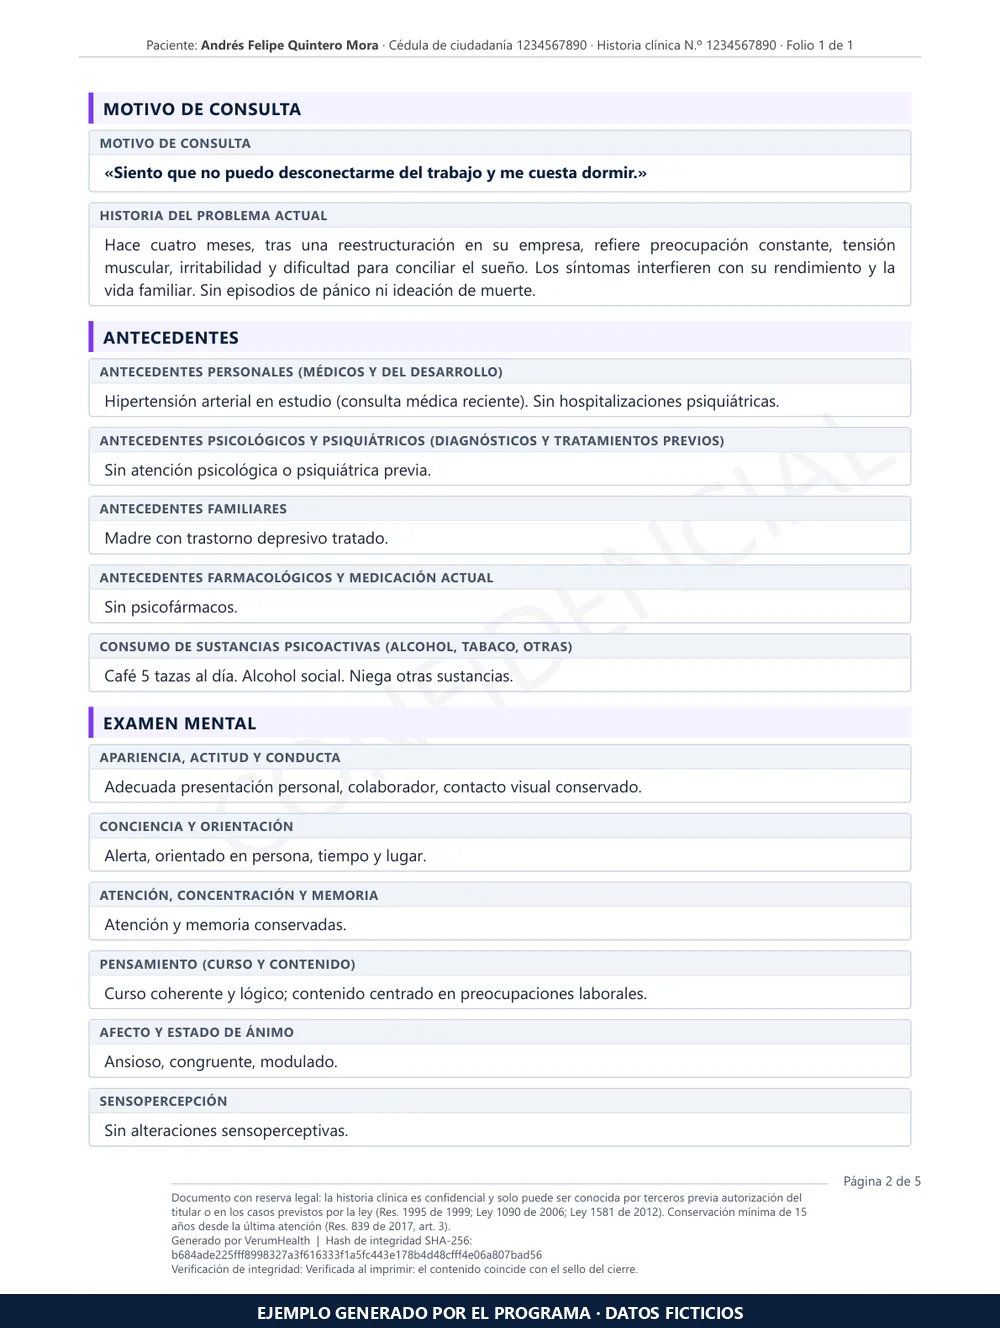 Paciente: Andrés Felipe Quintero Mora · Cédula de ciudadanía 1234567890 · Historia clínica N.º 1234567890 · Folio 1 de 1
MOTIVO DE CONSULTA
MOTIVO DE CONSULTA
«Siento que no puedo desconectarme del trabajo y me cuesta dormir.»
HISTORIA DEL PROBLEMA ACTUAL
Hace cuatro meses, tras una reestructuración en su empresa, refiere preocupación constante, tensión
muscular, irritabilidad y dificultad para conciliar el sueño. Los síntomas interfieren con su rendimiento y la
vida familiar. Sin episodios de pánico ni ideación de muerte.
ANTECEDENTES
ANTECEDENTES PERSONALES (MÉDICOS Y DEL DESARROLLO)
Hipertensión arterial en estudio (consulta médica reciente). Sin hospitalizaciones psiquiátricas.
ANTECEDENTES PSICOLÓGICOS Y PSIQUIÁTRICOS (DIAGNÓSTICOS Y TRATAMIENTOS PREVIOS)
Sin atención psicológica o psiquiátrica previa.
ANTECEDENTES FAMILIARES
Madre con trastorno depresivo tratado.
ANTECEDENTES FARMACOLÓGICOS Y MEDICACIÓN ACTUAL
Sin psicofármacos.
CONSUMO DE SUSTANCIAS PSICOACTIVAS (ALCOHOL, TABACO, OTRAS)
Café 5 tazas al día. Alcohol social. Niega otras sustancias.
CONFIDENCIAL
EXAMEN MENTAL
APARIENCIA, ACTITUD Y CONDUCTA
Adecuada presentación personal, colaborador, contacto visual conservado.
CONCIENCIA Y ORIENTACIÓN
Alerta, orientado en persona, tiempo y lugar.
ATENCIÓN, CONCENTRACIÓN Y MEMORIA
Atención y memoria conservadas.
PENSAMIENTO (CURSO Y CONTENIDO)
Curso coherente y lógico; contenido centrado en preocupaciones laborales.
AFECTO Y ESTADO DE ÁNIMO
Ansioso, congruente, modulado.
SENSOPERCEPCIÓN
Sin alteraciones sensoperceptivas.
Página 2 de 5
Documento con reserva legal: la historia clínica es confidencial y solo puede ser conocida por terceros previa autorización del
titular o en los casos previstos por la ley (Res. 1995 de 1999; Ley 1090 de 2006; Ley 1581 de 2012). Conservación mínima de 15
años desde la última atención (Res. 839 de 2017, art. 3).
Generado por VerumHealth | Hash de integridad SHA-256:
b684ade225fff8998327a3f616333f1a5fc443e178b4d48cfff4e06a807bad56
Verificación de integridad: Verificada al imprimir: el contenido coincide con el sello del cierre.
EJEMPLO GENERADO POR EL PROGRAMA · DATOS FICTICIOS